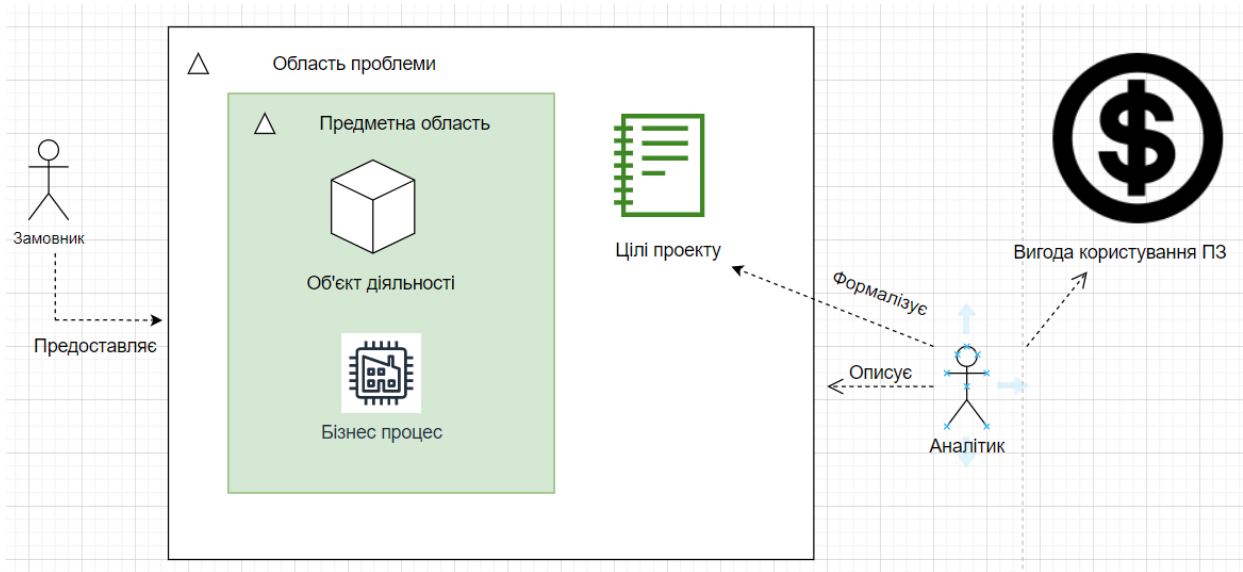 Область проблеми
Предметна область
Замовник
Об'єкт діяльності
Цілі проекту
Вигода користування ПЗ
Формалізує
Предоставляє
Описує
Бізнес процес
Аналітик